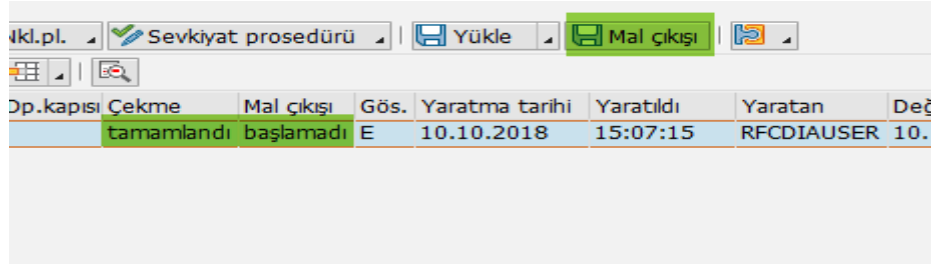 Nkl.pl. Sevkiyat prosedürü Yükle Mal çıkışı
Op.kapısı Çekme Mal çıkışı Gös. Yaratma tarihi Yaratıldı Yaratan Değ
tamamlandı başlamadı E 10.10.2018 15:07:15 RFCDIAUSER 10.